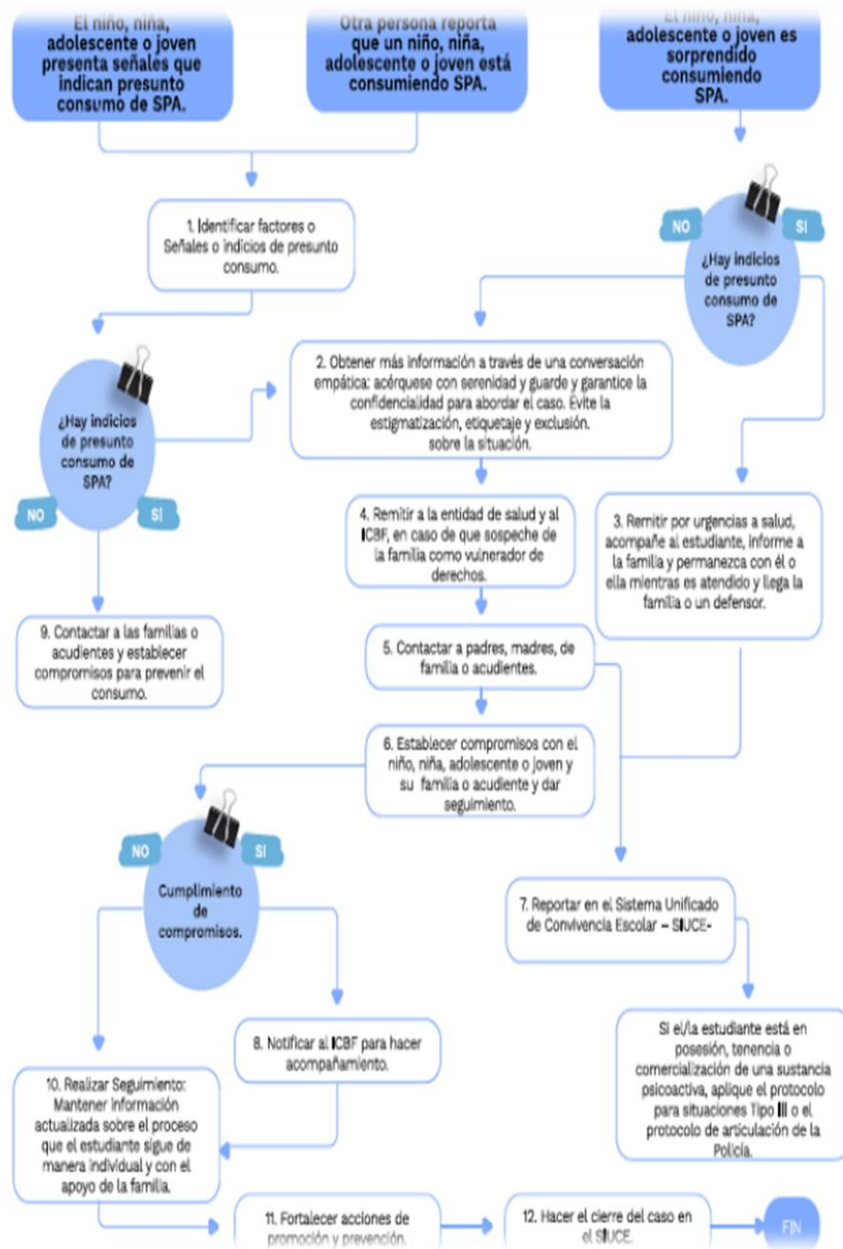 El niño, niña,
adolescente o joven
presenta señales que
indican presunto
consumo de SPA.
Otra persona reporta
que un niño, niña,
adolescente o joven está
consumiendo SPA.
El niño, niña,
adolescente o joven es
sorprendido
consumiendo
SPA.
1. Identificar factores o
Señales o indicios de presunto
consumo.
NO
SI
¿Hay indicios
de presunto
consumo de
SPA?
2. Obtener más información a través de una conversación
empática: acérquese con serenidad y guarde y garantice la
confidencialidad para abordar el caso. Evite la
estigmatización, etiquetaje y exclusión.
sobre la situación.
¿Hay indicios
de presunto
consumo de
SPA?
NO
SI
4. Remitir a la entidad de salud y al
ICBF, en caso de que sospeche de
la familia como vulnerador de
derechos.
3. Remitir por urgencias a salud,
acompañe al estudiante, informe a
la familia y permanezca con él o
ella mientras es atendido y llega la
familia o un defensor.
9. Contactar a las familias o
acudientes y establecer
compromisos para prevenir el
consumo.
5. Contactar a padres, madres, de
familia o acudientes.
6. Establecer compromisos con el
niño, niña, adolescente o joven y
su familia o acudiente y dar
seguimiento.
NO
SI
Cumplimiento
de
compromisos.
7. Reportar en el Sistema Unificado
de Convivencia Escolar – SIUCE-
8. Notificar al ICBF para hacer
acompañamiento.
Si el/la estudiante está en
posesión, tenencia o
comercialización de una sustancia
psicoactiva, aplique el protocolo
para situaciones Tipo III o el
protocolo de articulación de la
Policía.
10. Realizar Seguimiento:
Mantener información
actualizada sobre el proceso
que el estudiante sigue de
manera individual y con el
apoyo de la familia.
11. Fortalecer acciones de
promoción y prevención.
12. Hacer el cierre del caso en
el SIUCE.
FIN